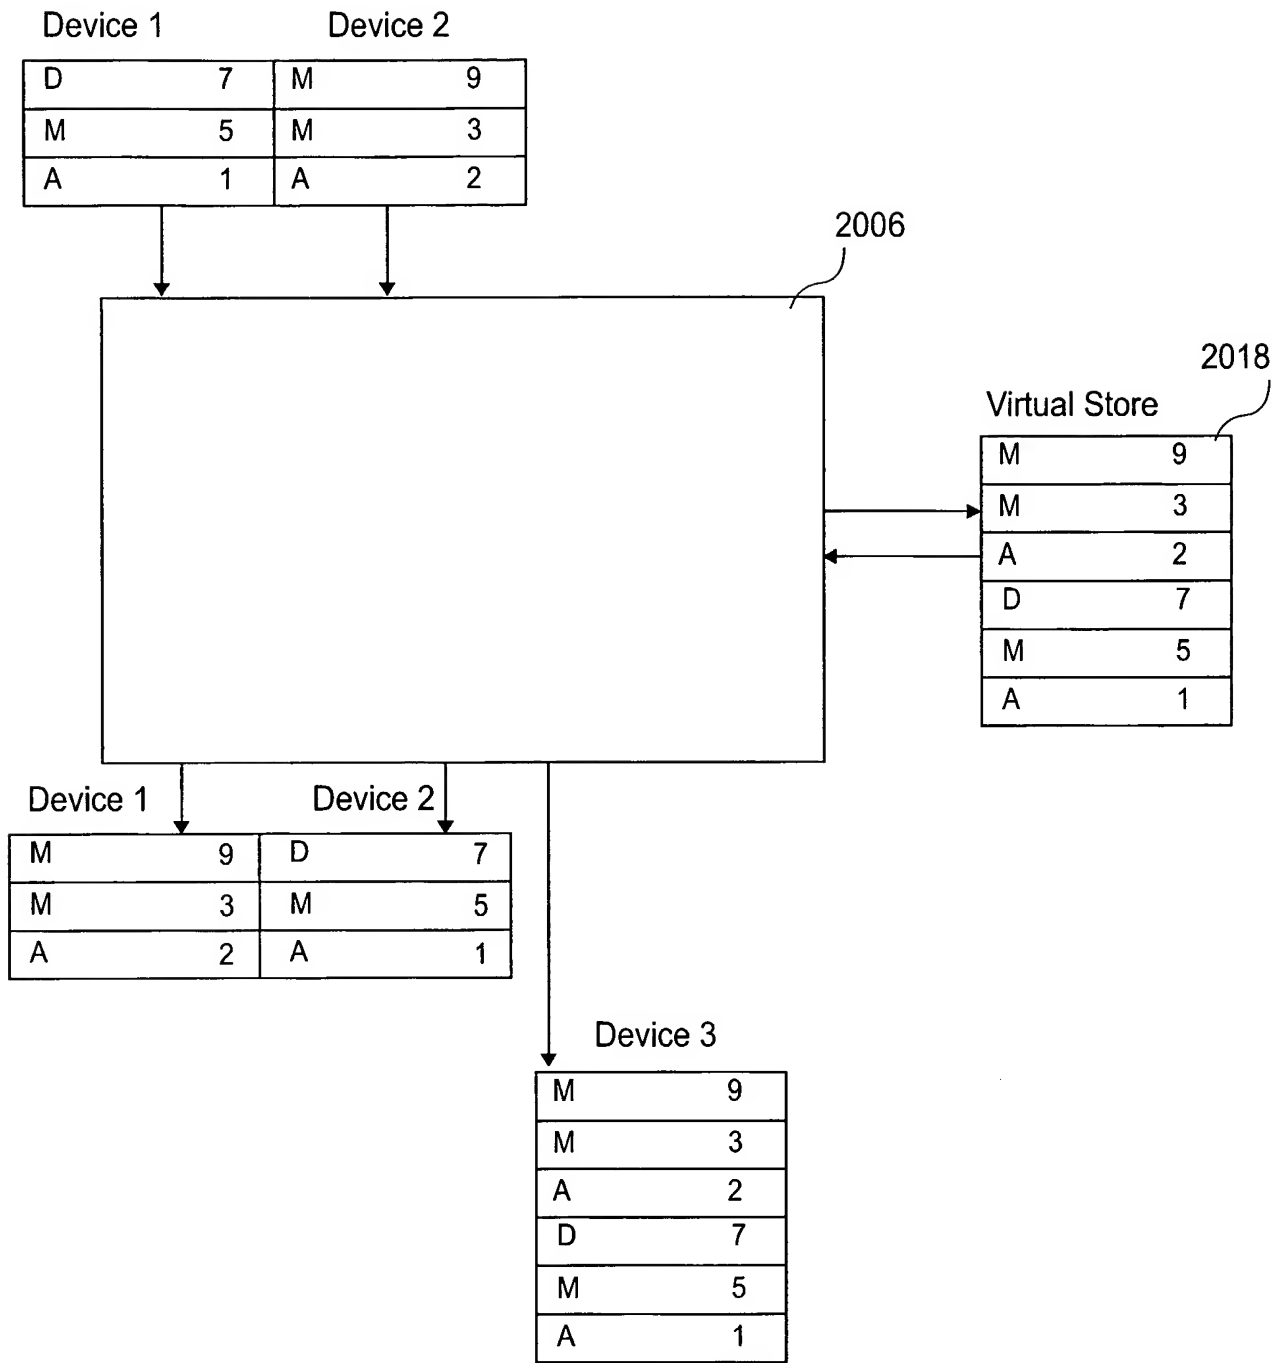 Device 1 Device 2
D 7 M 9
M 5 M 3
A 1 A 2
2006
2018
Virtual Store
M 9
M 3
A 2
D 7
M 5
A 1
Device 1 Device 2
M 9 D 7
M 3 M 5
A 2 A 1
Device 3
M 9
M 3
A 2
D 7
M 5
A 1